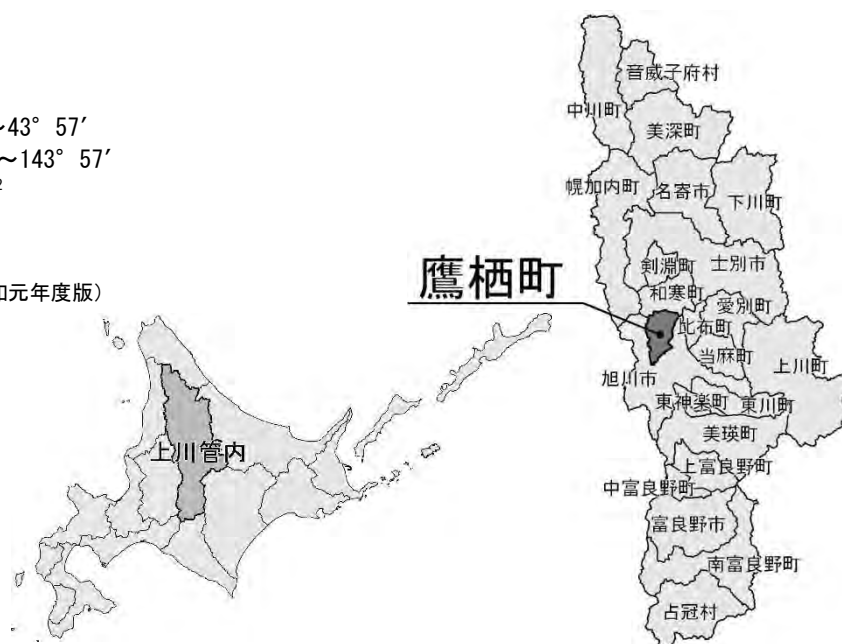 ~43° 57′
~143° 57′
2
和元年度版）
上川管内
鷹栖町
音威子府村
中川町
美深町
幌加内町
名寄市
下川町
剣淵町
士別市
和寒町
愛別町
比布町
当麻町
上川町
旭川市
東神楽町
東川町
美瑛町
上富良野町
中富良野町
富良野市
南富良野町
占冠村